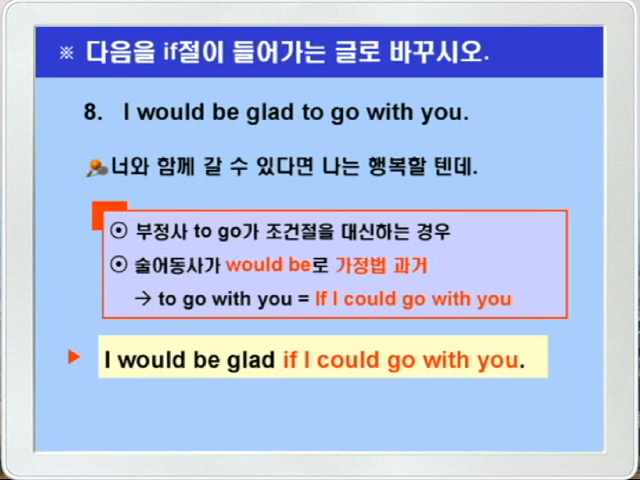 ※ 다음을 if절이 들어가는 글로 바꾸시오.
8. I would be glad to go with you.
너와 함께 갈 수 있다면 나는 행복할 텐데.
⊙ 부정사 to go가 조건절을 대신하는 경우
⊙ 술어동사가 would be로 가정법 과거
→ to go with you = If I could go with you
▶ I would be glad if I could go with you.